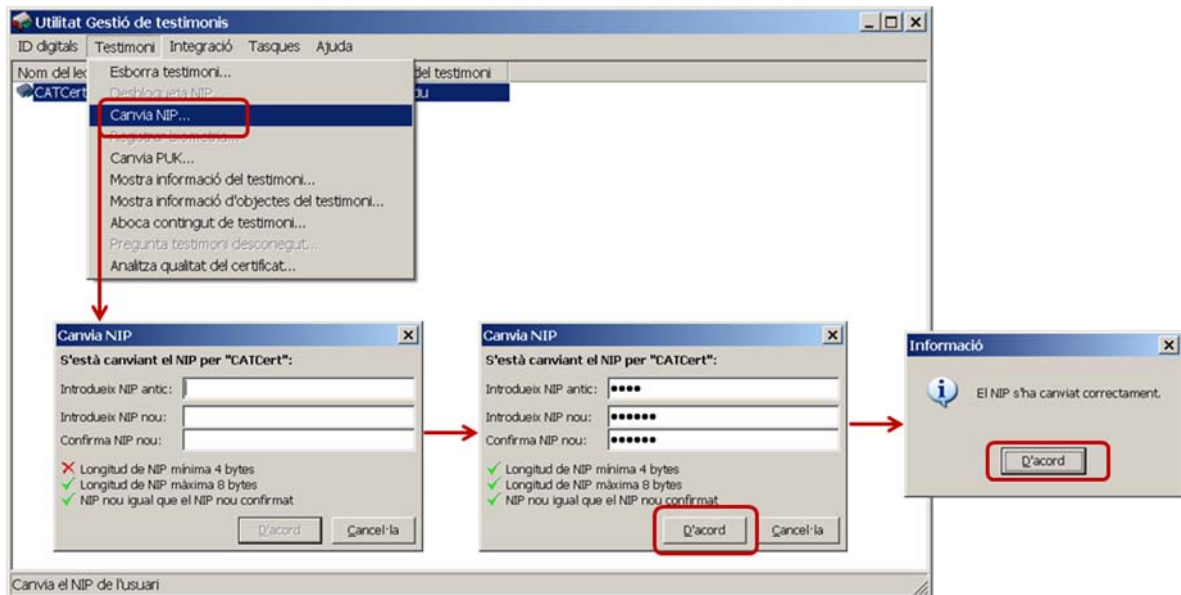 Utilitat Gestió de testimonis
ID digitals Testimoni Integració Tasques Ajuda
Nom del lec del testimoni
CATCert
Esborra testimoni...
Desbloqueja NIP...
Canvia NIP...
Registrar biometria...
Canvia PUK...
Mostra informació del testimoni...
Mostra informació d'objectes del testimoni...
Aboca contingut de testimoni...
Pregunta testimoni desconegut...
Analitza qualitat del certificat...
Canvia NIP
S'està canviant el NIP per "CATCert":
Introdueix NIP antic:
Introdueix NIP nou:
Confirma NIP nou:
Longitud de NIP mínima 4 bytes
Longitud de NIP màxima 8 bytes
NIP nou igual que el NIP nou confirmat
D'acord Cancel·la
Canvia NIP
S'està canviant el NIP per "CATCert":
Introdueix NIP antic: ••••
Introdueix NIP nou: ••••••
Confirma NIP nou: ••••••
Longitud de NIP mínima 4 bytes
Longitud de NIP màxima 8 bytes
NIP nou igual que el NIP nou confirmat
D'acord Cancel·la
Informació
El NIP s'ha canviat correctament.
D'acord
Canvia el NIP de l'usuari